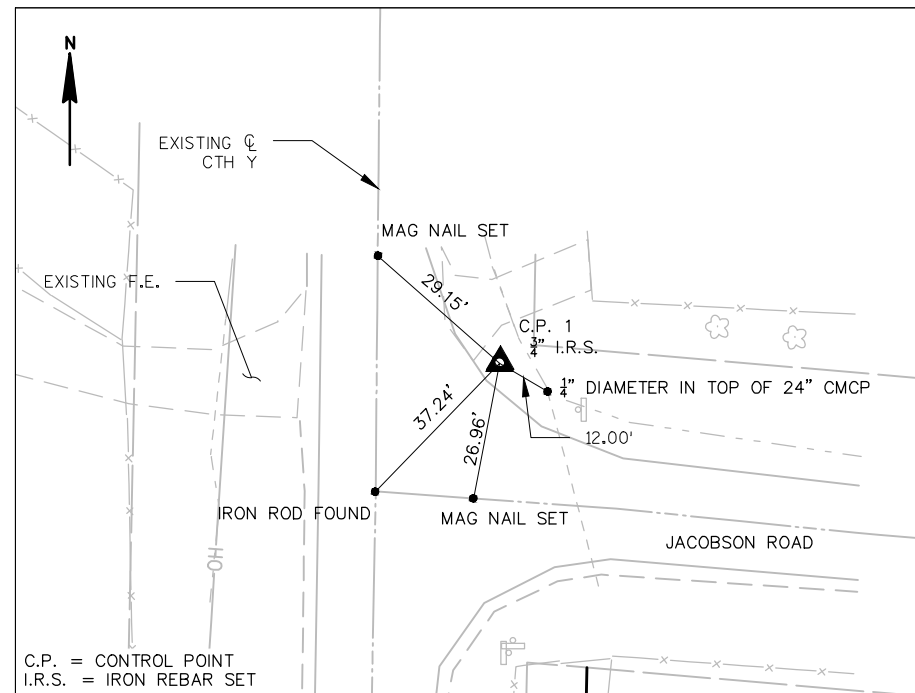 N
EXISTING ℄
CTH Y
MAG NAIL SET
EXISTING F.E.
29.15'
C.P. 1
3/4" I.R.S.
1/4" DIAMETER IN TOP OF 24" CMCP
37.24'
26.96'
12.00'
IRON ROD FOUND
MAG NAIL SET
JACOBSON ROAD
OH
C.P. = CONTROL POINT
I.R.S. = IRON REBAR SET